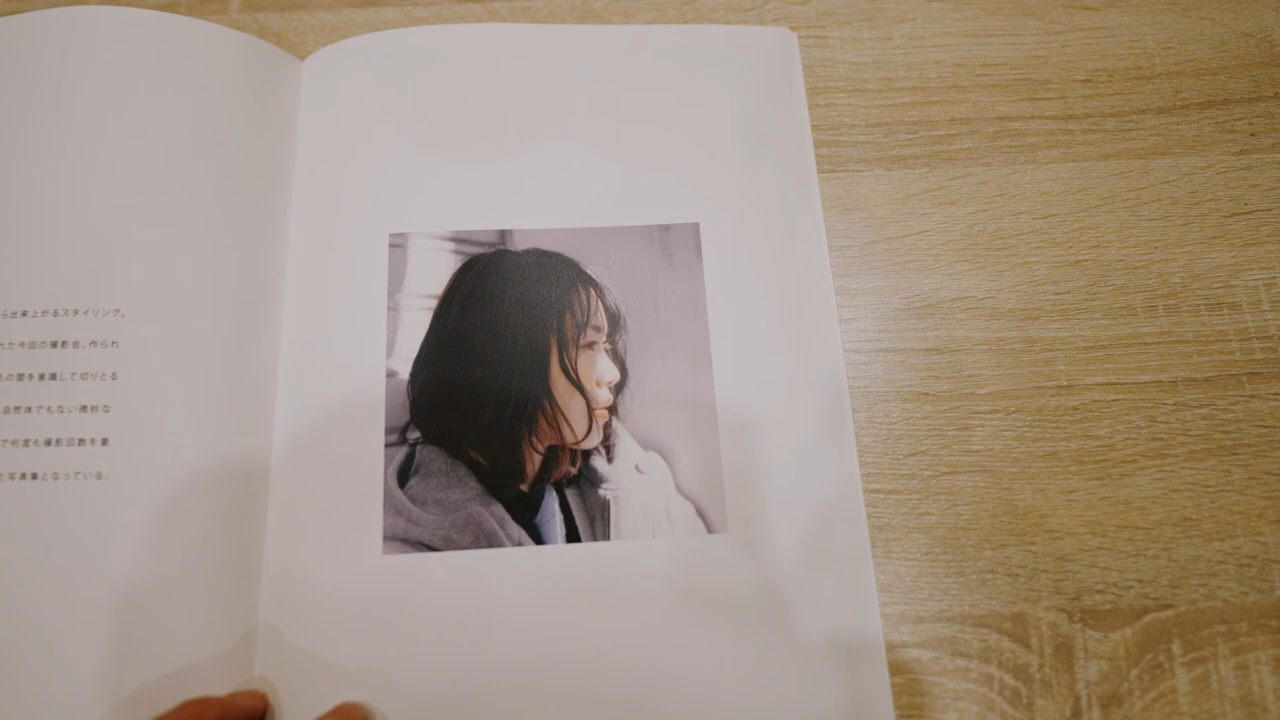 ら出来上がるスタイリング。
れた今回の撮影会。作られ
の間を意識して切りとる
自然体でもない微妙な
で何度も撮影回数を重
た写真集となっている。